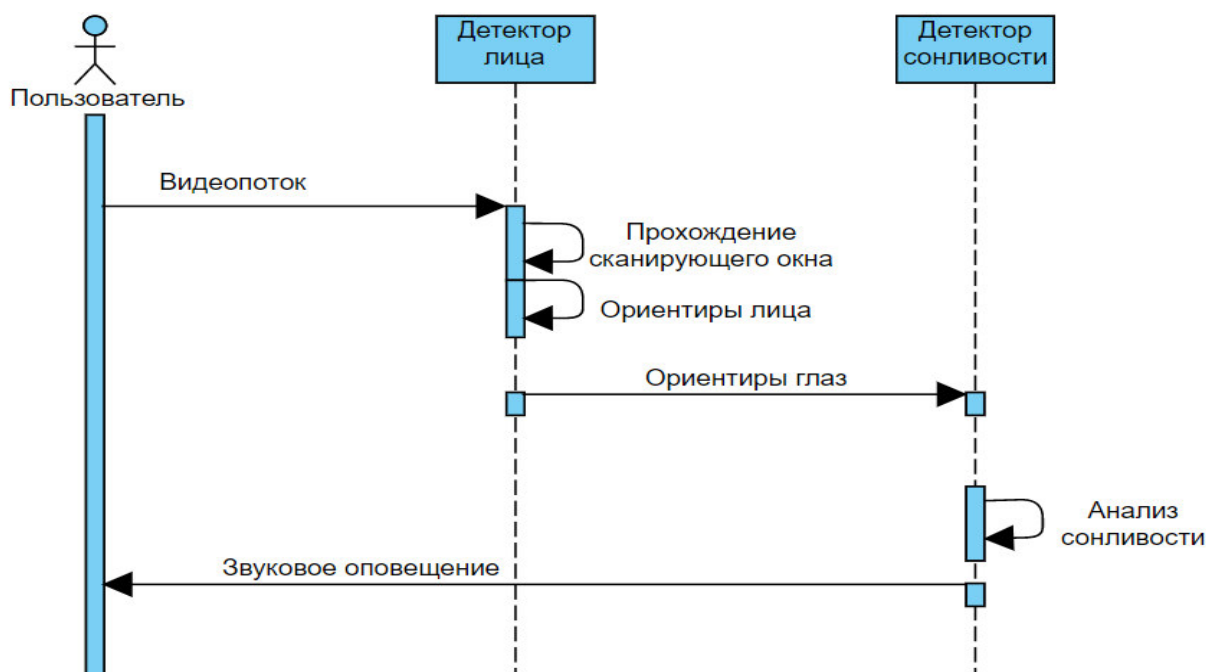 Детектор
лица
Детектор
сонливости
Пользователь
Видеопоток
Прохождение
сканирующего окна
Ориентиры лица
Ориентиры глаз
Анализ
сонливости
Звуковое оповещение